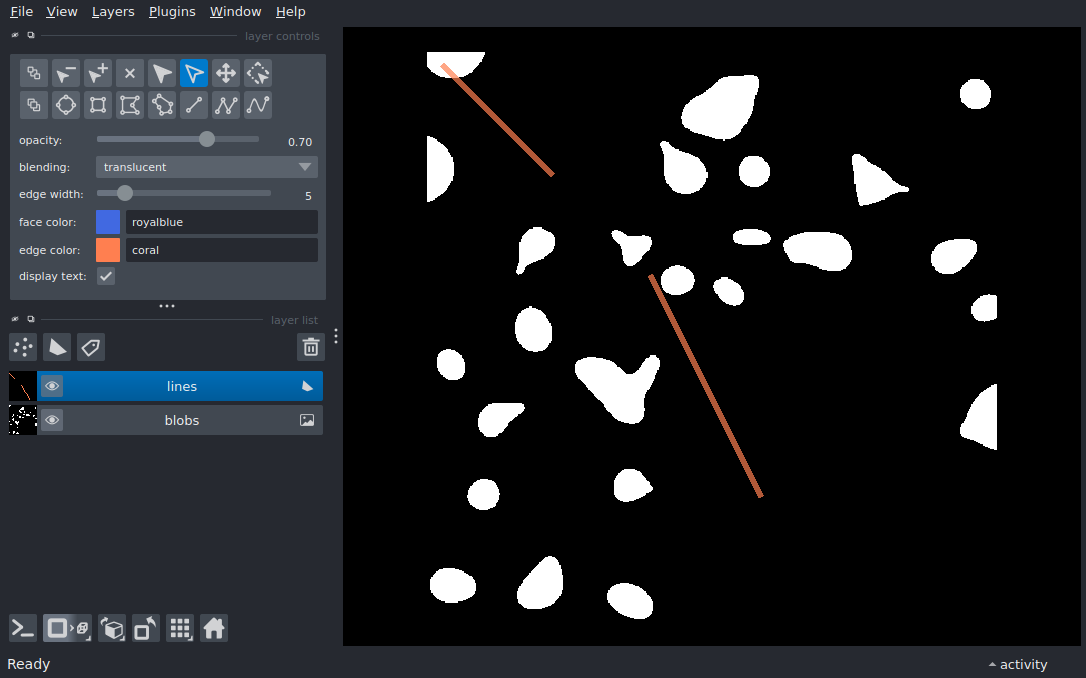 File View Layers Plugins Window Help
layer controls
opacity: 0.70
blending: translucent
edge width: 5
face color: royalblue
edge color: coral
display text:
layer list
lines
blobs
Ready activity